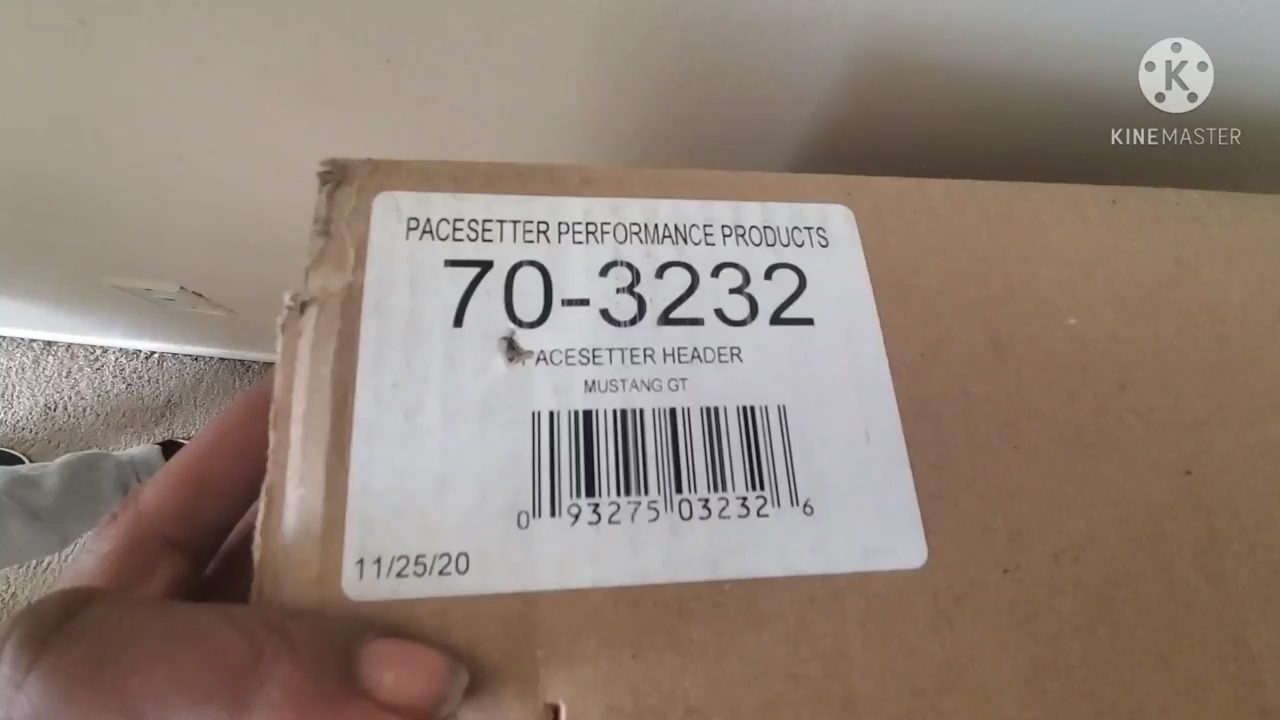 K
KINEMASTER
PACESETTER PERFORMANCE PRODUCTS
70-3232
PACESETTER HEADER
MUSTANG GT
0 93275 03232 6
11/25/20